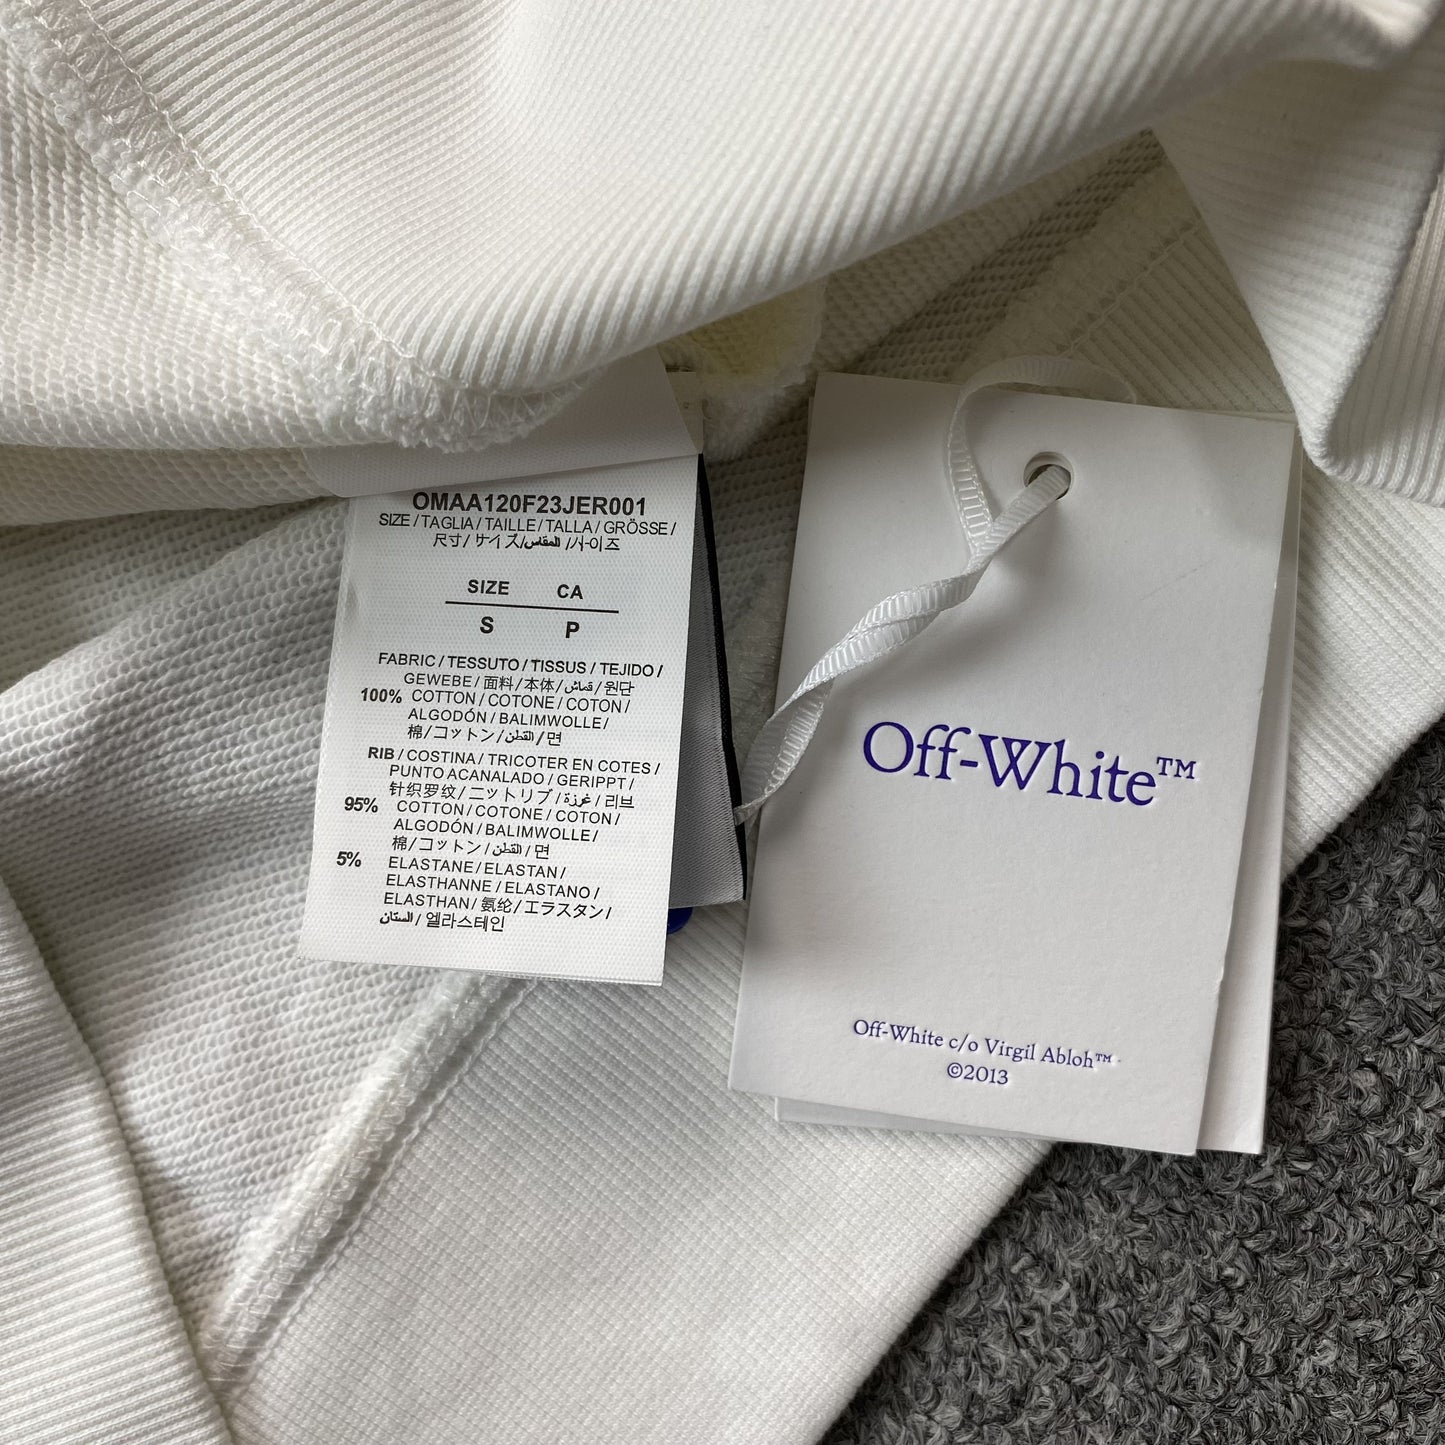 OMAA120F23JER001
SIZE / TAGLIA / TAILLE / TALLA / GRÖSSE /
尺寸 / サイズ / المقاس / 사이즈
SIZE CA
S P
FABRIC / TESSUTO / TISSUS / TEJIDO /
GEWEBE / 面料 / 本体 / قماش / 원단
100% COTTON / COTONE / COTON /
ALGODÓN / BALIMWOLLE /
棉 / コットン / القطن / 면
RIB / COSTINA / TRICOTER EN COTES /
PUNTO ACANALADO / GERIPPT /
针织罗纹 / ニットリブ / غرزة / 리브
95% COTTON / COTONE / COTON /
ALGODÓN / BALIMWOLLE /
棉 / コットン / القطن / 면
5% ELASTANE / ELASTAN /
ELASTHANNE / ELASTANO /
ELASTHAN / 氨纶 / エラスタン /
الستان / 엘라스테인
Off-White™
Off-White c/o Virgil Abloh™
©2013